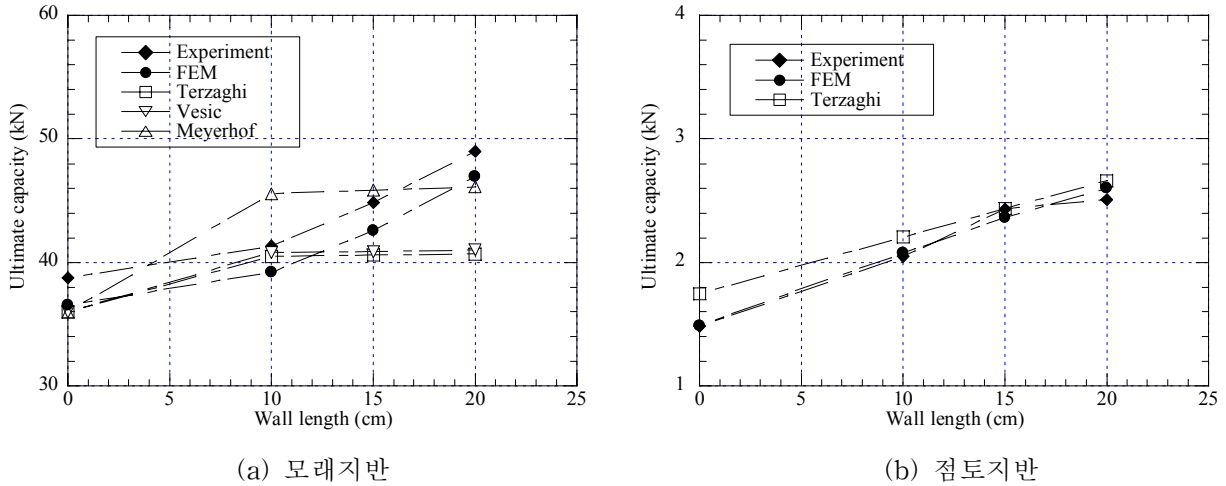 60
50
40
30
Ultimate capacity (kN)
Experiment
FEM
Terzaghi
Vesic
Meyerhof
0
5
10
15
20
25
Wall length (cm)
(a) 모래지반
4
3
2
1
Ultimate capacity (kN)
Experiment
FEM
Terzaghi
0
5
10
15
20
25
Wall length (cm)
(b) 점토지반